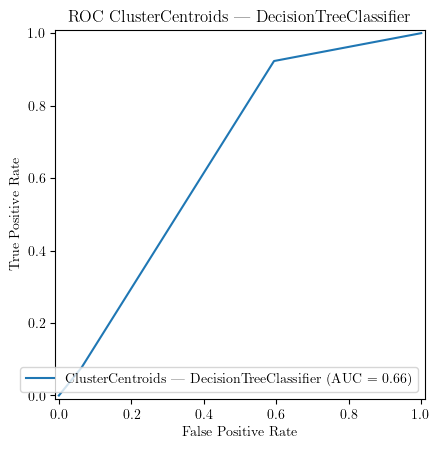 ROC ClusterCentroids — DecisionTreeClassifier
1.0
0.8
0.6
0.4
0.2
0.0
True Positive Rate
ClusterCentroids — DecisionTreeClassifier (AUC = 0.66)
0.0 0.2 0.4 0.6 0.8 1.0
False Positive Rate